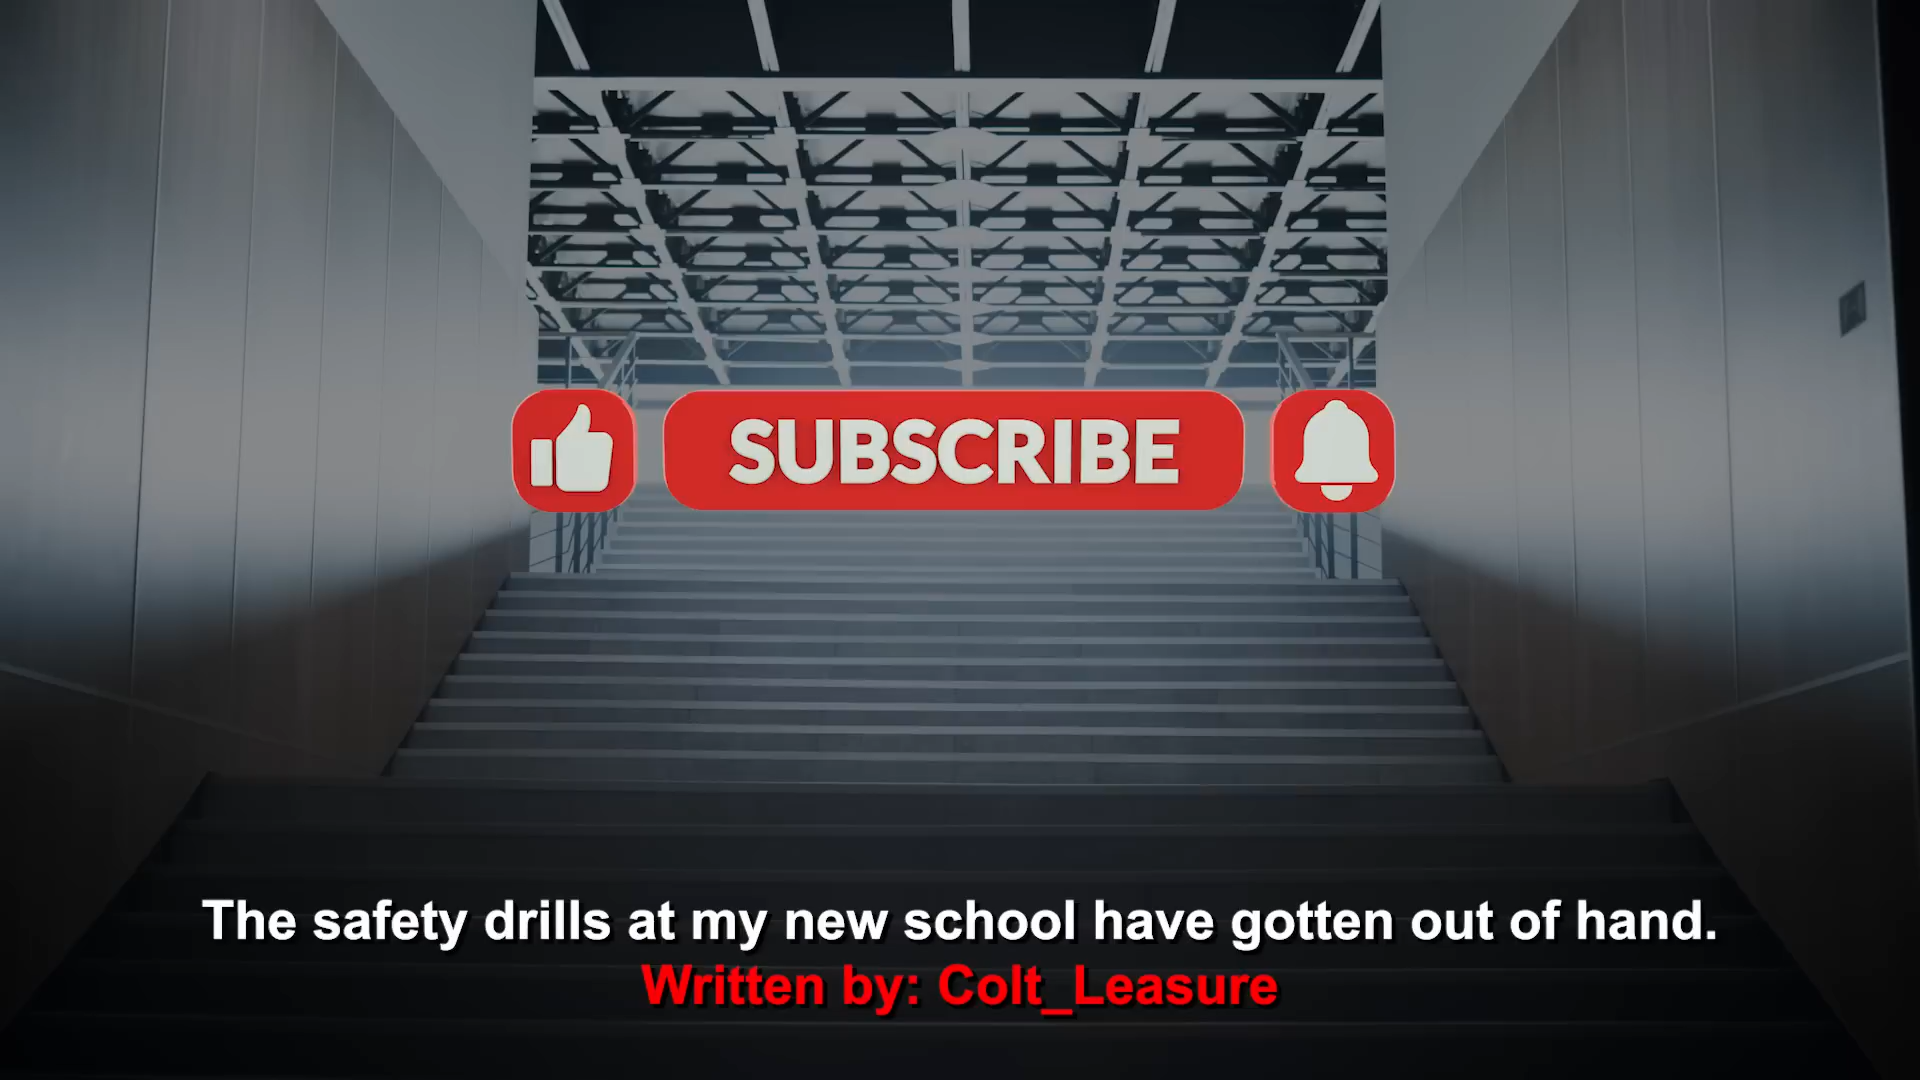 SUBSCRIBE
The safety drills at my new school have gotten out of hand.
Written by: Colt_Leasure